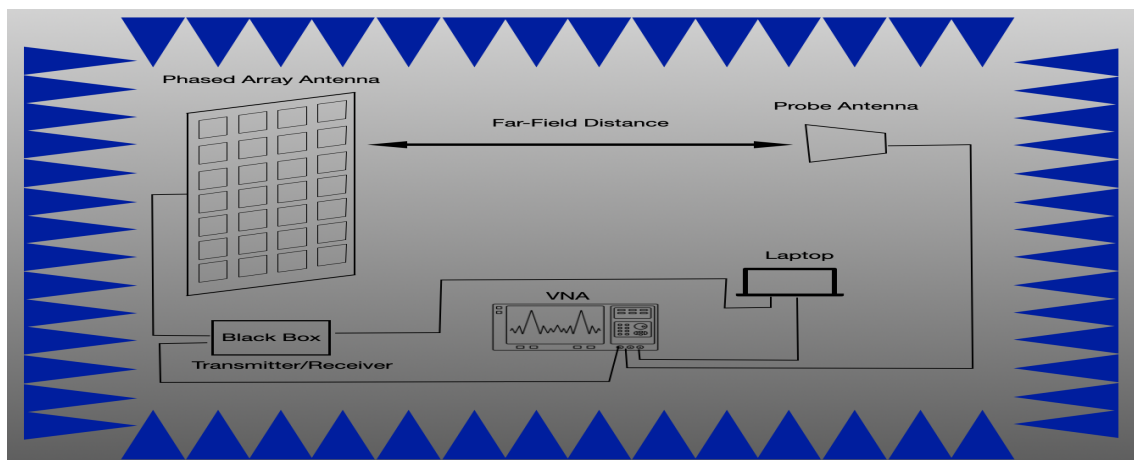 Phased Array Antenna
Probe Antenna
Far-Field Distance
Laptop
VNA
Black Box
Transmitter/Receiver